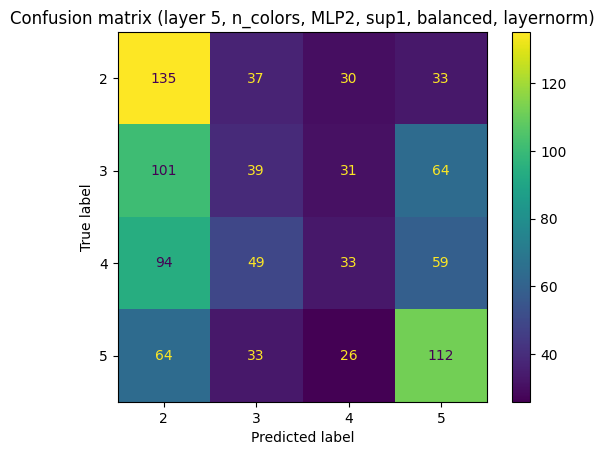 Confusion matrix (layer 5, n_colors, MLP2, sup1, balanced, layernorm)
2 135 37 30 33
3 101 39 31 64
4 94 49 33 59
5 64 33 26 112
2 3 4 5
Predicted label
True label
120
100
80
60
40